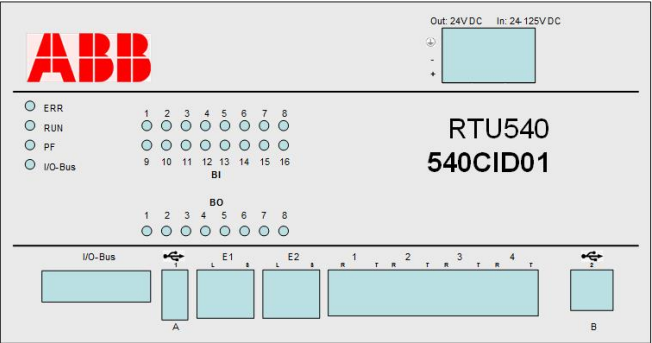 Out: 24V DC In: 24-125V DC
ABB
-
+
ERR
RUN
PF
I/O-Bus
1 2 3 4 5 6 7 8
9 10 11 12 13 14 15 16
BI
BO
1 2 3 4 5 6 7 8
RTU540
540CID01
I/O-Bus E1 E2 1 2 3 4
1 L S L S R T R T R T R T 2
A B